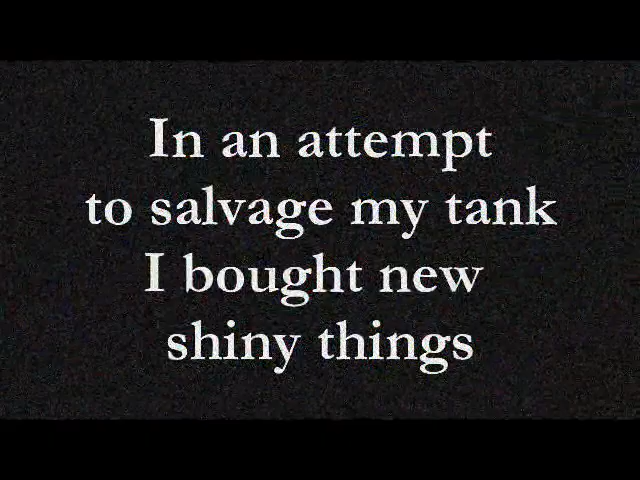 In an attempt
to salvage my tank
I bought new
shiny things